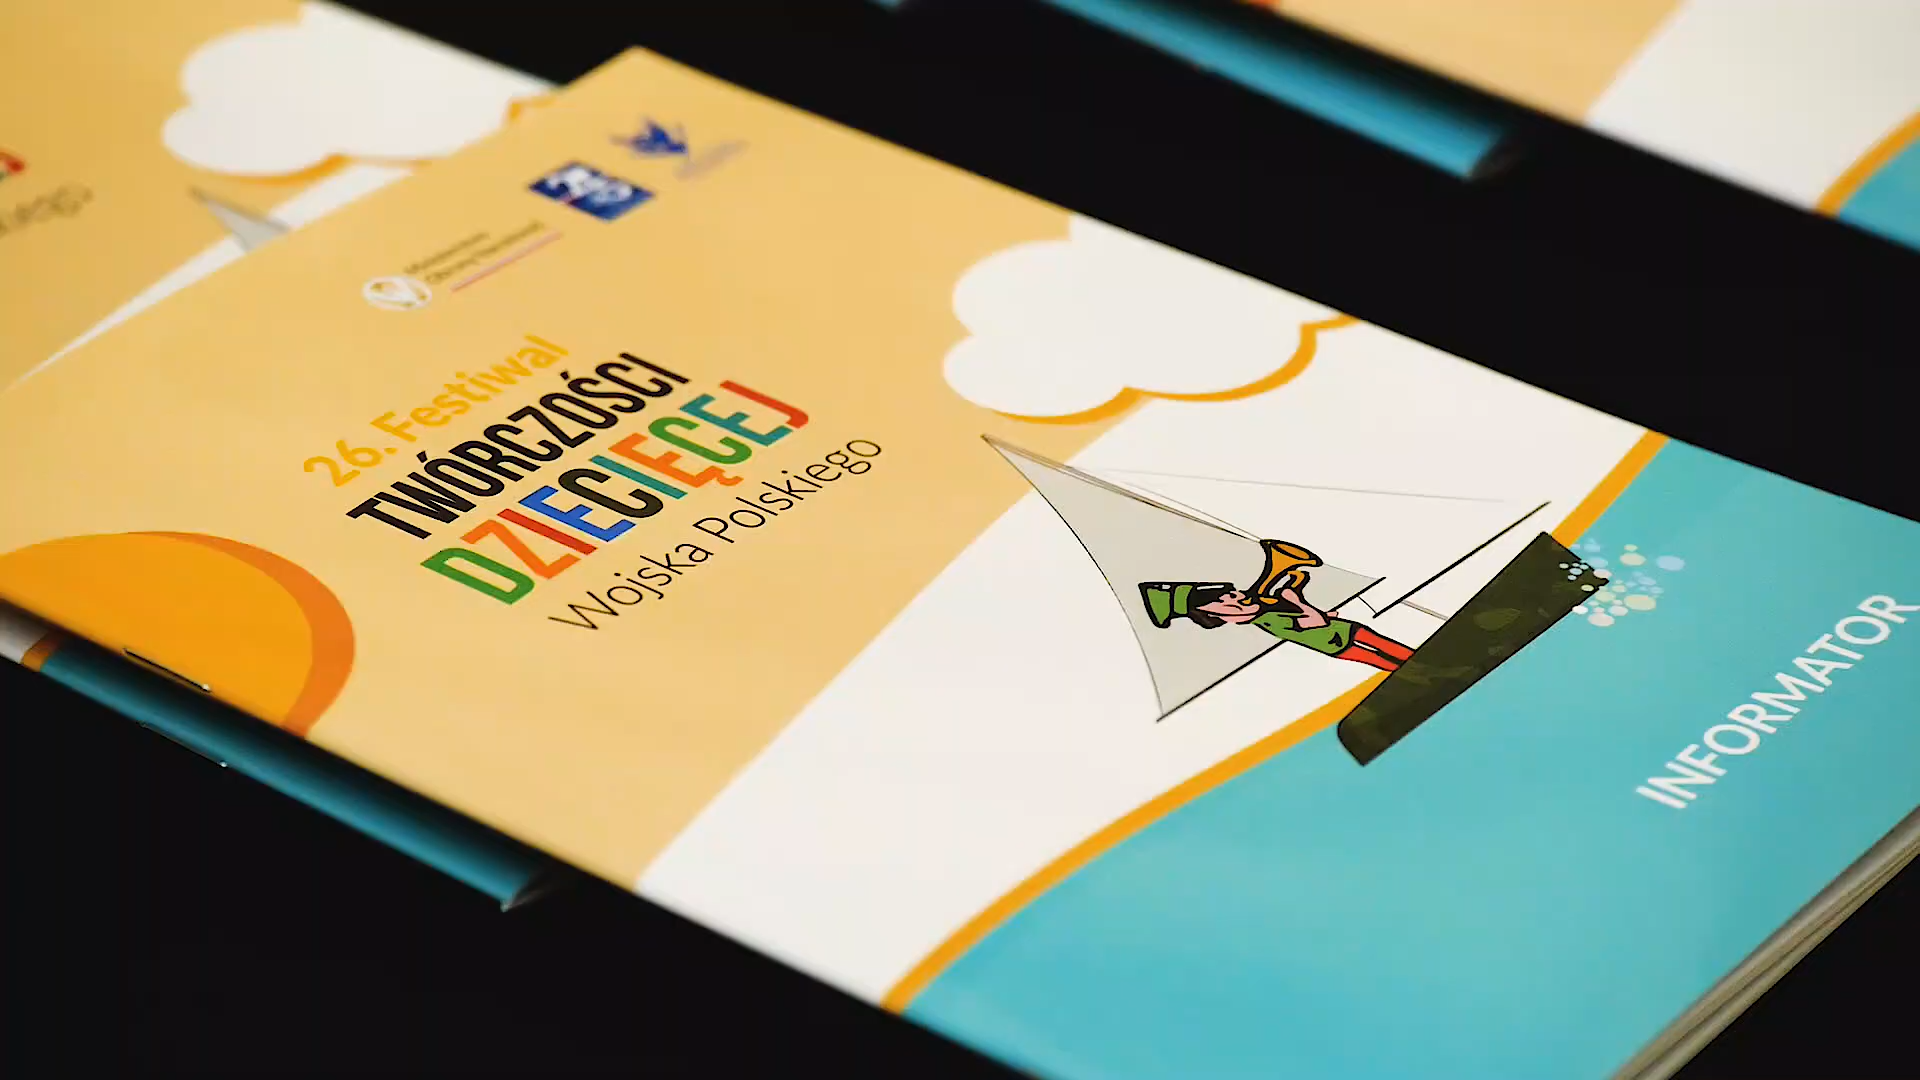 26. Festiwal
TWÓRCZOŚCI
DZIECIĘCEJ
Wojska Polskiego
INFORMATOR